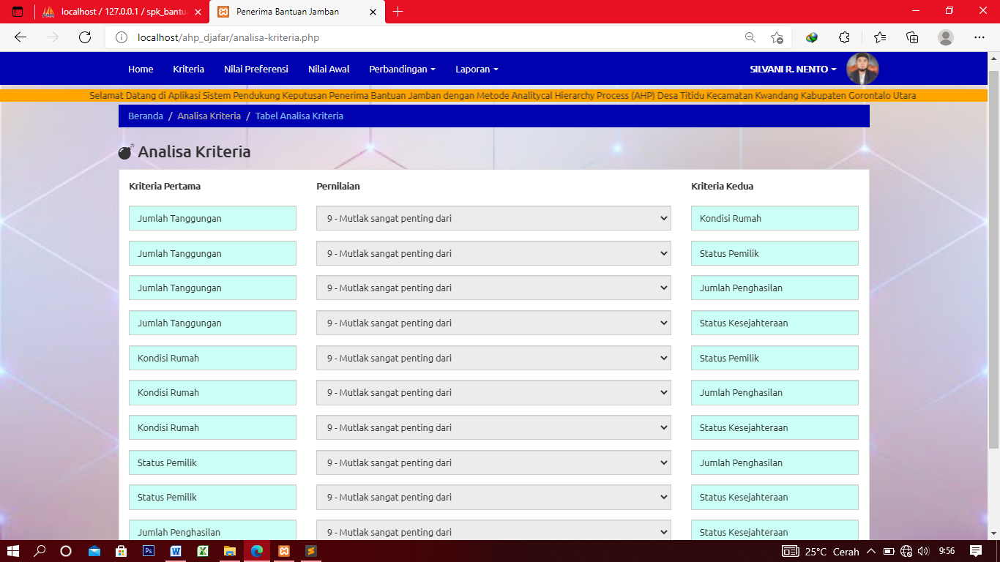 localhost / 127.0.0.1 / spk_bantua
Penerima Bantuan Jamban
localhost/ahp_djafar/analisa-kriteria.php
Home Kriteria Nilai Preferensi Nilai Awal Perbandingan Laporan SILVANI R. NENTO
Selamat Datang di Aplikasi Sistem Pendukung Keputusan Penerima Bantuan Jamban dengan Metode Analitycal Hierarchy Process (AHP) Desa Titidu Kecamatan Kwandang Kabupaten Gorontalo Utara
Beranda / Analisa Kriteria / Tabel Analisa Kriteria
Analisa Kriteria
Kriteria Pertama Pernilaian Kriteria Kedua
Jumlah Tanggungan 9 - Mutlak sangat penting dari Kondisi Rumah
Jumlah Tanggungan 9 - Mutlak sangat penting dari Status Pemilik
Jumlah Tanggungan 9 - Mutlak sangat penting dari Jumlah Penghasilan
Jumlah Tanggungan 9 - Mutlak sangat penting dari Status Kesejahteraan
Kondisi Rumah 9 - Mutlak sangat penting dari Status Pemilik
Kondisi Rumah 9 - Mutlak sangat penting dari Jumlah Penghasilan
Kondisi Rumah 9 - Mutlak sangat penting dari Status Kesejahteraan
Status Pemilik 9 - Mutlak sangat penting dari Jumlah Penghasilan
Status Pemilik 9 - Mutlak sangat penting dari Status Kesejahteraan
Jumlah Penghasilan 9 - Mutlak sangat penting dari Status Kesejahteraan
Ps W X 25°C Cerah 9:56